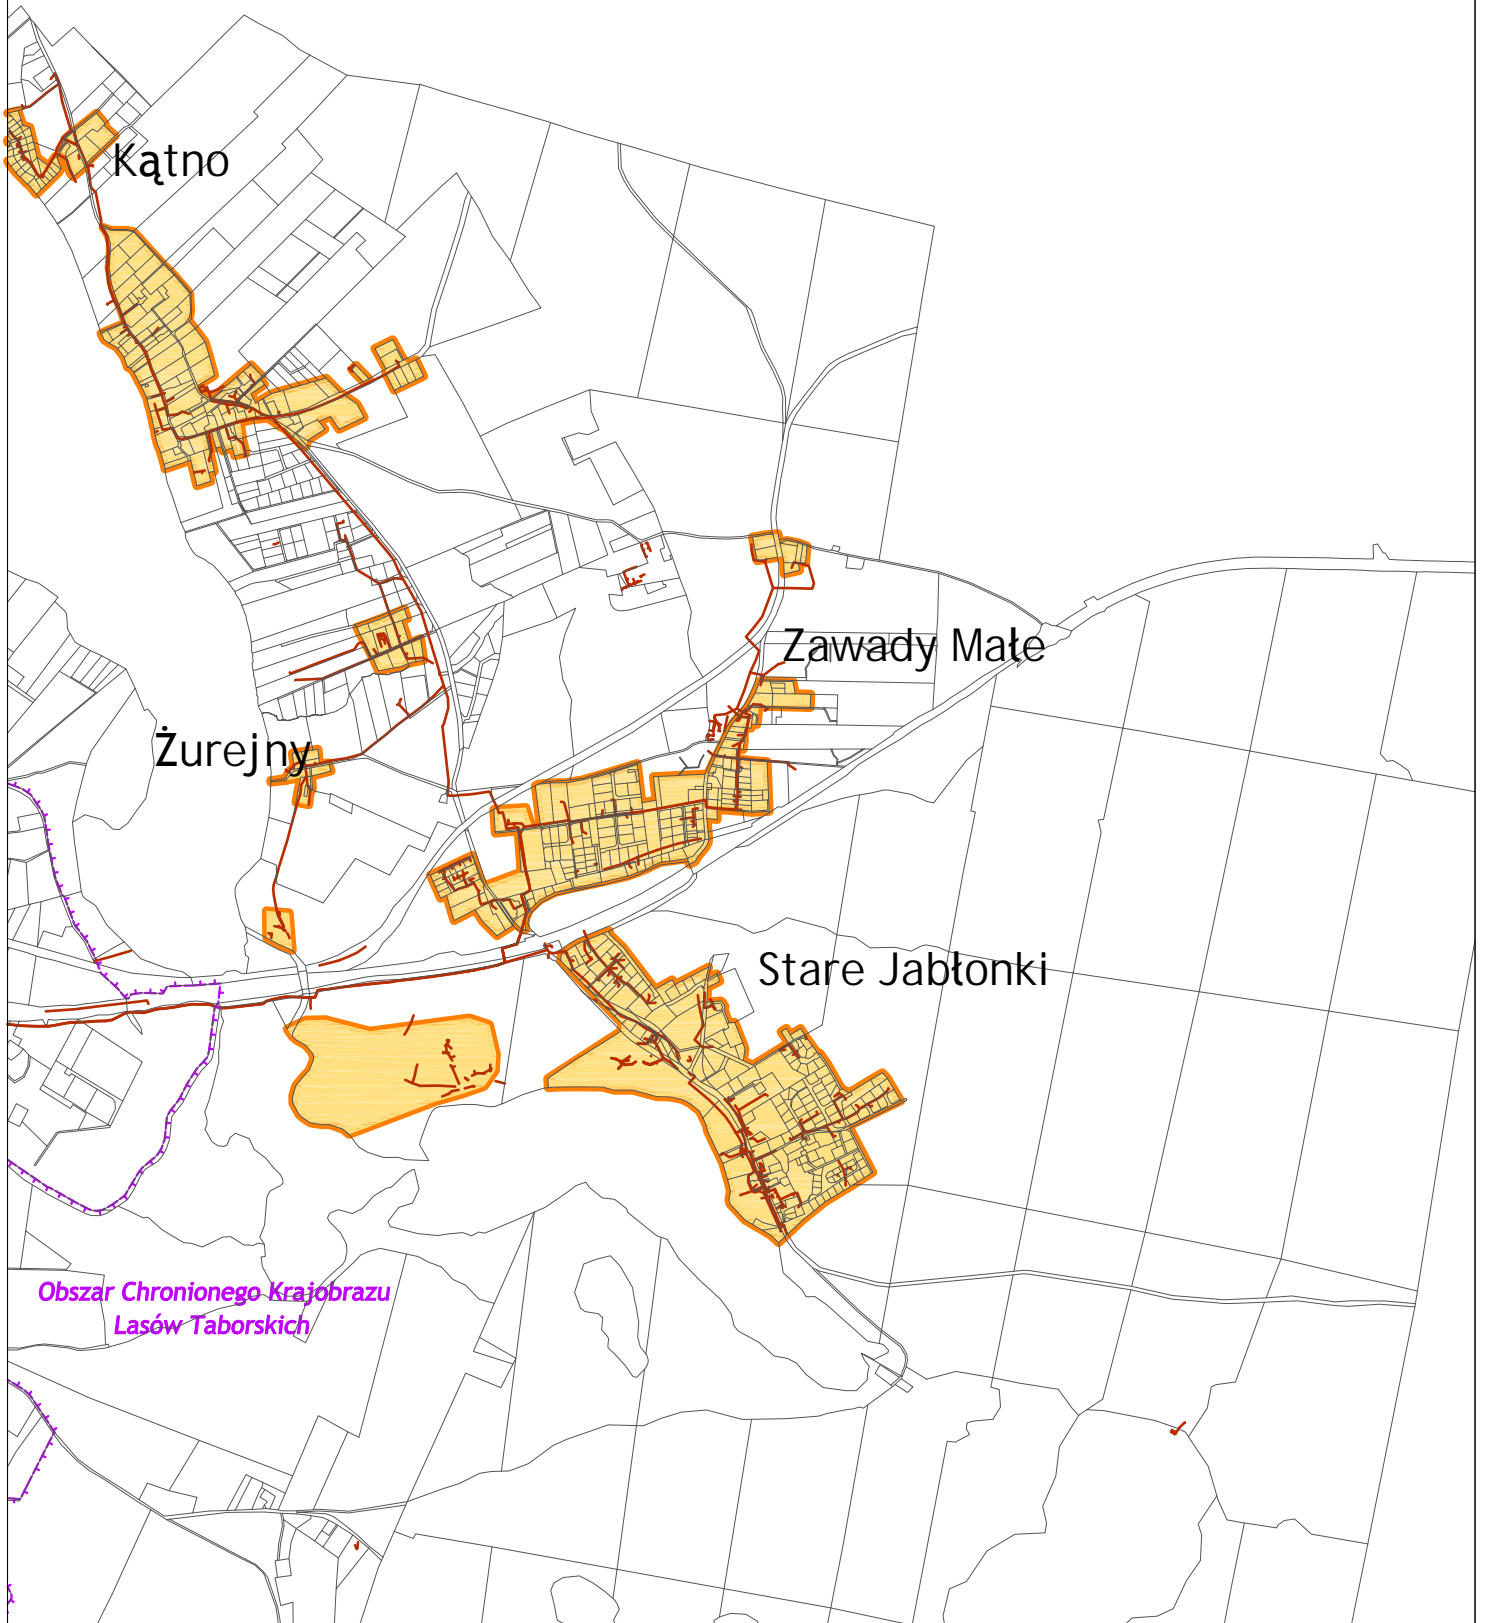 Kątno
Zawady Małe
Żurejny
Stare Jabłonki
Obszar Chronionego Krajobrazu
Lasów Taborskich